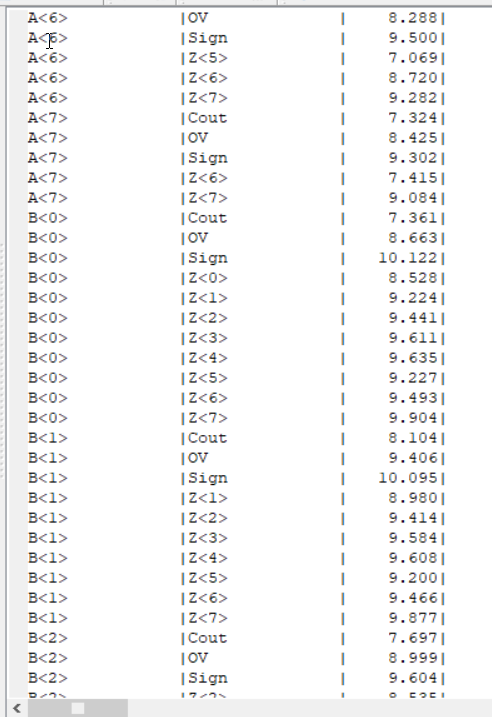 A<6> |OV | 8.288|
A<6> |Sign | 9.500|
A<6> |Z<5> | 7.069|
A<6> |Z<6> | 8.720|
A<6> |Z<7> | 9.282|
A<7> |Cout | 7.324|
A<7> |OV | 8.425|
A<7> |Sign | 9.302|
A<7> |Z<6> | 7.415|
A<7> |Z<7> | 9.084|
B<0> |Cout | 7.361|
B<0> |OV | 8.663|
B<0> |Sign | 10.122|
B<0> |Z<0> | 8.528|
B<0> |Z<1> | 9.224|
B<0> |Z<2> | 9.441|
B<0> |Z<3> | 9.611|
B<0> |Z<4> | 9.635|
B<0> |Z<5> | 9.227|
B<0> |Z<6> | 9.493|
B<0> |Z<7> | 9.904|
B<1> |Cout | 8.104|
B<1> |OV | 9.406|
B<1> |Sign | 10.095|
B<1> |Z<1> | 8.980|
B<1> |Z<2> | 9.414|
B<1> |Z<3> | 9.584|
B<1> |Z<4> | 9.608|
B<1> |Z<5> | 9.200|
B<1> |Z<6> | 9.466|
B<1> |Z<7> | 9.877|
B<2> |Cout | 7.697|
B<2> |OV | 8.999|
B<2> |Sign | 9.604|